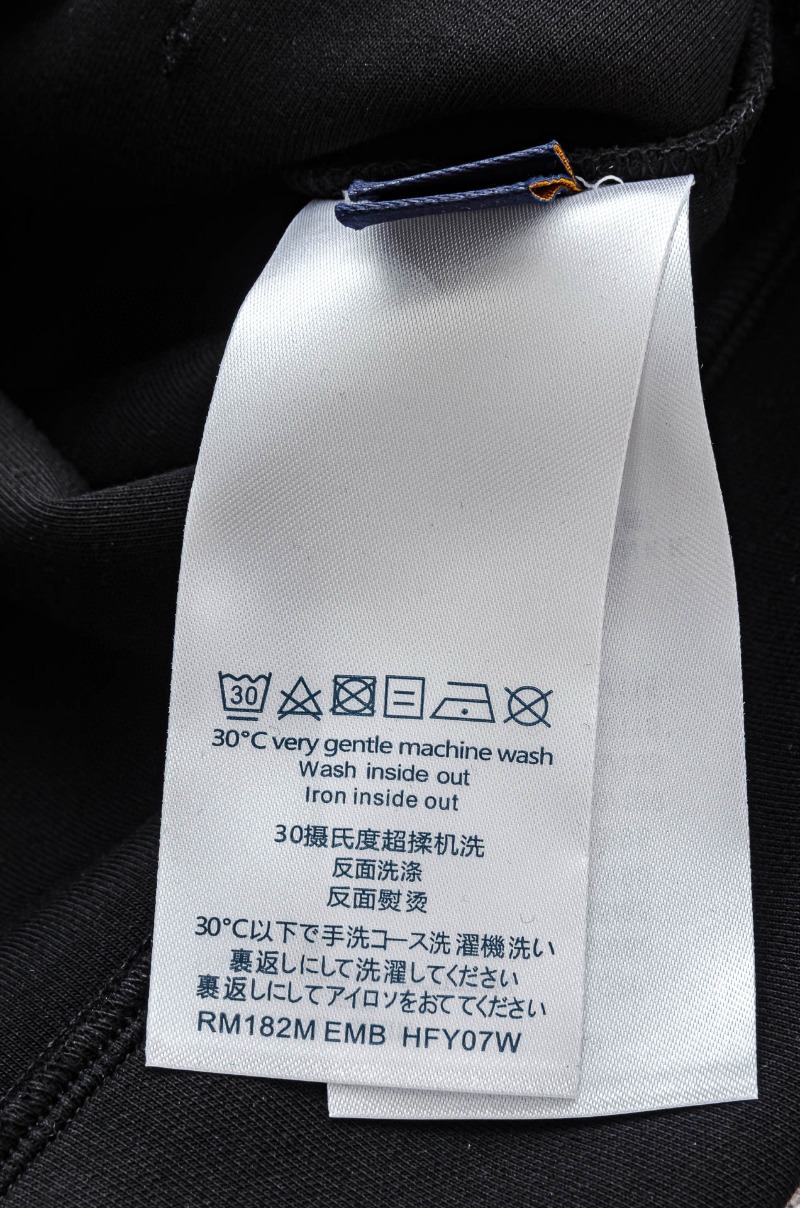 30
30°C very gentle machine wash
Wash inside out
Iron inside out
30摄氏度超揉机洗
反面洗涤
反面熨烫
30°C以下で手洗コース洗濯機洗い
裏返しにして洗濯してください
裏返しにしてアイロソをおててください
RM182M EMB HFY07W